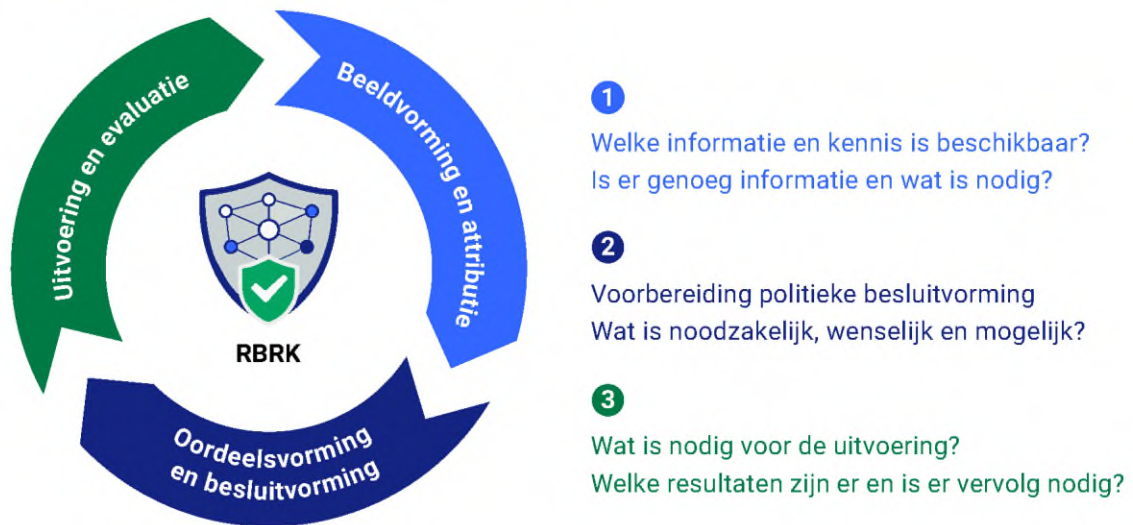 Uitvoering en evaluatie
Beeldvorming en attributie
RBRK
Oordeelsvorming
en besluitvorming
1
Welke informatie en kennis is beschikbaar?
Is er genoeg informatie en wat is nodig?
2
Voorbereiding politieke besluitvorming
Wat is noodzakelijk, wenselijk en mogelijk?
3
Wat is nodig voor de uitvoering?
Welke resultaten zijn er en is er vervolg nodig?